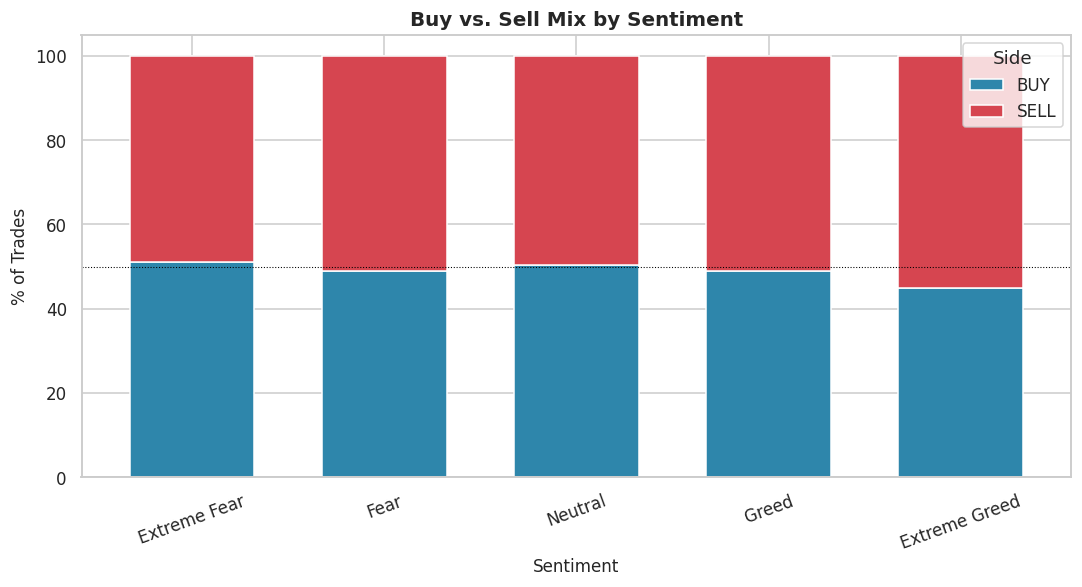 Buy vs. Sell Mix by Sentiment
Side
BUY
SELL
% of Trades
100
80
60
40
20
0
Extreme Fear
Fear
Neutral
Greed
Extreme Greed
Sentiment